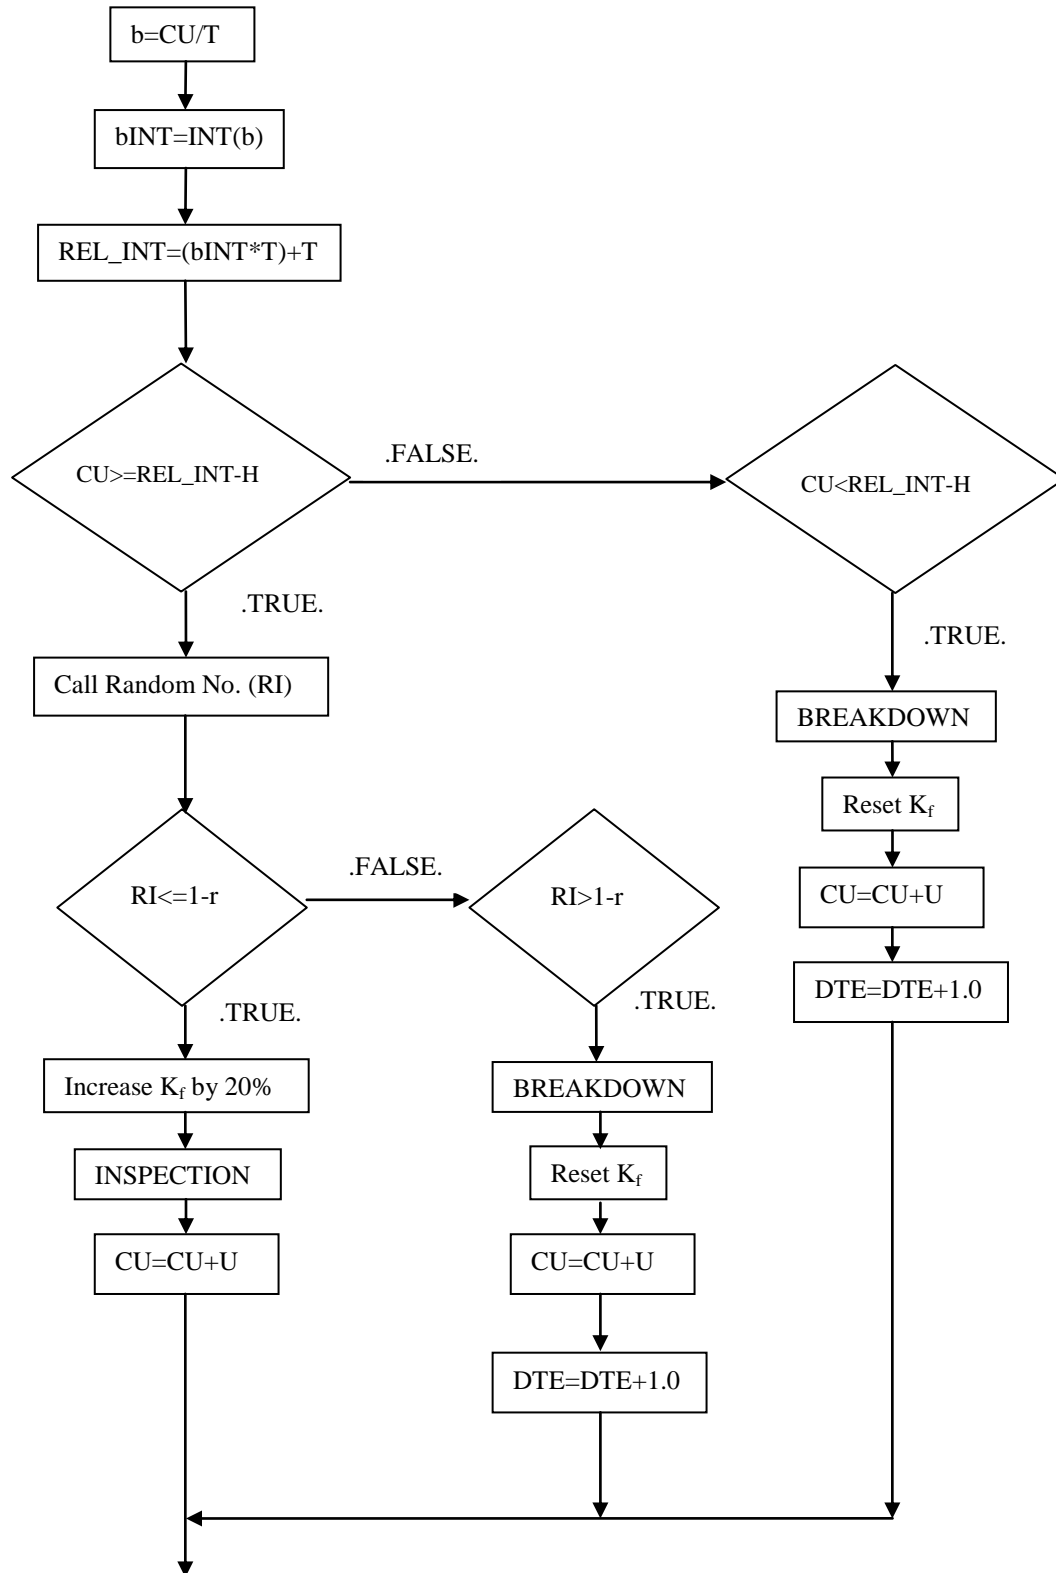 b=CU/T
bINT=INT(b)
REL_INT=(bINT*T)+T
CU>=REL_INT-H
.FALSE.
CU<REL_INT-H
.TRUE.
.TRUE.
Call Random No. (RI)
BREAKDOWN
Reset Kf
CU=CU+U
DTE=DTE+1.0
RI<=1-r
.FALSE.
RI>1-r
.TRUE.
.TRUE.
Increase Kf by 20%
INSPECTION
CU=CU+U
BREAKDOWN
Reset Kf
CU=CU+U
DTE=DTE+1.0